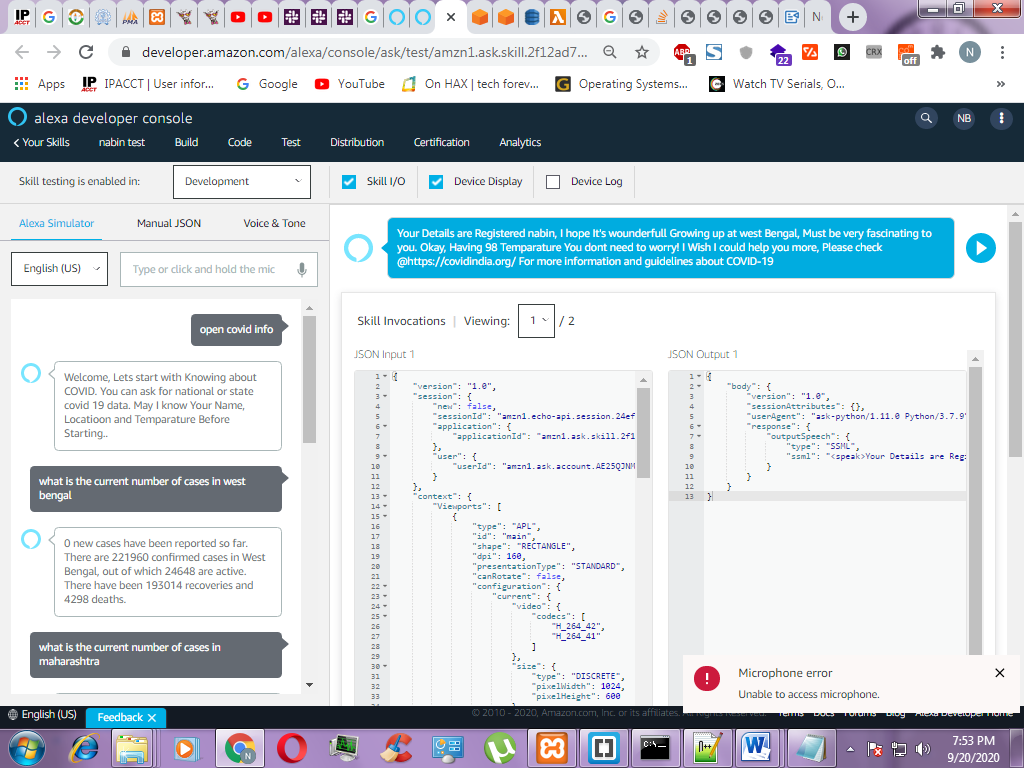 developer.amazon.com/alexa/console/ask/test/amzn1.ask.skill.2f12ad7...
ABP
1
22
CRX
off
N
Apps
IP
ACCT
IPACCT | User infor...
Google
YouTube
On HAX | tech forev...
Operating Systems...
Watch TV Serials, O...
»
alexa developer console
NB
Your Skills
nabin test
Build
Code
Test
Distribution
Certification
Analytics
Skill testing is enabled in:
Development
Skill I/O
Device Display
Device Log
Alexa Simulator
Manual JSON
Voice & Tone
English (US)
Type or click and hold the mic
open covid info
Welcome, Lets start with Knowing about
COVID. You can ask for national or state
covid 19 data. May I know Your Name,
Locatioon and Temparature Before
Starting..
what is the current number of cases in west
bengal
0 new cases have been reported so far.
There are 221960 confirmed cases in West
Bengal, out of which 24648 are active.
There have been 193014 recoveries and
4298 deaths.
what is the current number of cases in
maharashtra
Your Details are Registered nabin, I hope It's wounderfull Growing up at west Bengal, Must be very fascinating to
you. Okay, Having 98 Temparature You dont need to worry! I Wish I could help you more, Please check
@https://covidindia.org/ For more information and guidelines about COVID-19
Skill Invocations | Viewing: 1 / 2
JSON Input 1
1 {
2 "version": "1.0",
3 "session": {
4 "new": false,
5 "sessionId": "amzn1.echo-api.session.24ef
6 "application": {
7 "applicationId": "amzn1.ask.skill.2f1
8 },
9 "user": {
10 "userId": "amzn1.ask.account.AE25QJNM
11 }
12 },
13 "context": {
14 "Viewports": [
15 {
16 "type": "APL",
17 "id": "main",
18 "shape": "RECTANGLE",
19 "dpi": 160,
20 "presentationType": "STANDARD",
21 "canRotate": false,
22 "configuration": {
23 "current": {
24 "video": {
25 "codecs": [
26 "H_264_42",
27 "H_264_41"
28 ]
29 },
30 "size": {
31 "type": "DISCRETE",
32 "pixelWidth": 1024,
33 "pixelHeight": 600
JSON Output 1
1 {
2 "body": {
3 "version": "1.0",
4 "sessionAttributes": {},
5 "userAgent": "ask-python/1.11.0 Python/3.7.9"
6 "response": {
7 "outputSpeech": {
8 "type": "SSML",
9 "ssml": "<speak>Your Details are Reg
10 }
11 }
12 }
13 }
Microphone error
Unable to access microphone.
English (US)
Feedback
© 2010 - 2020, Amazon.com, Inc. or its affiliates. All Rights Reserved.
Terms
Docs
Forums
Blog
Alexa Developer Home
7:53 PM
9/20/2020